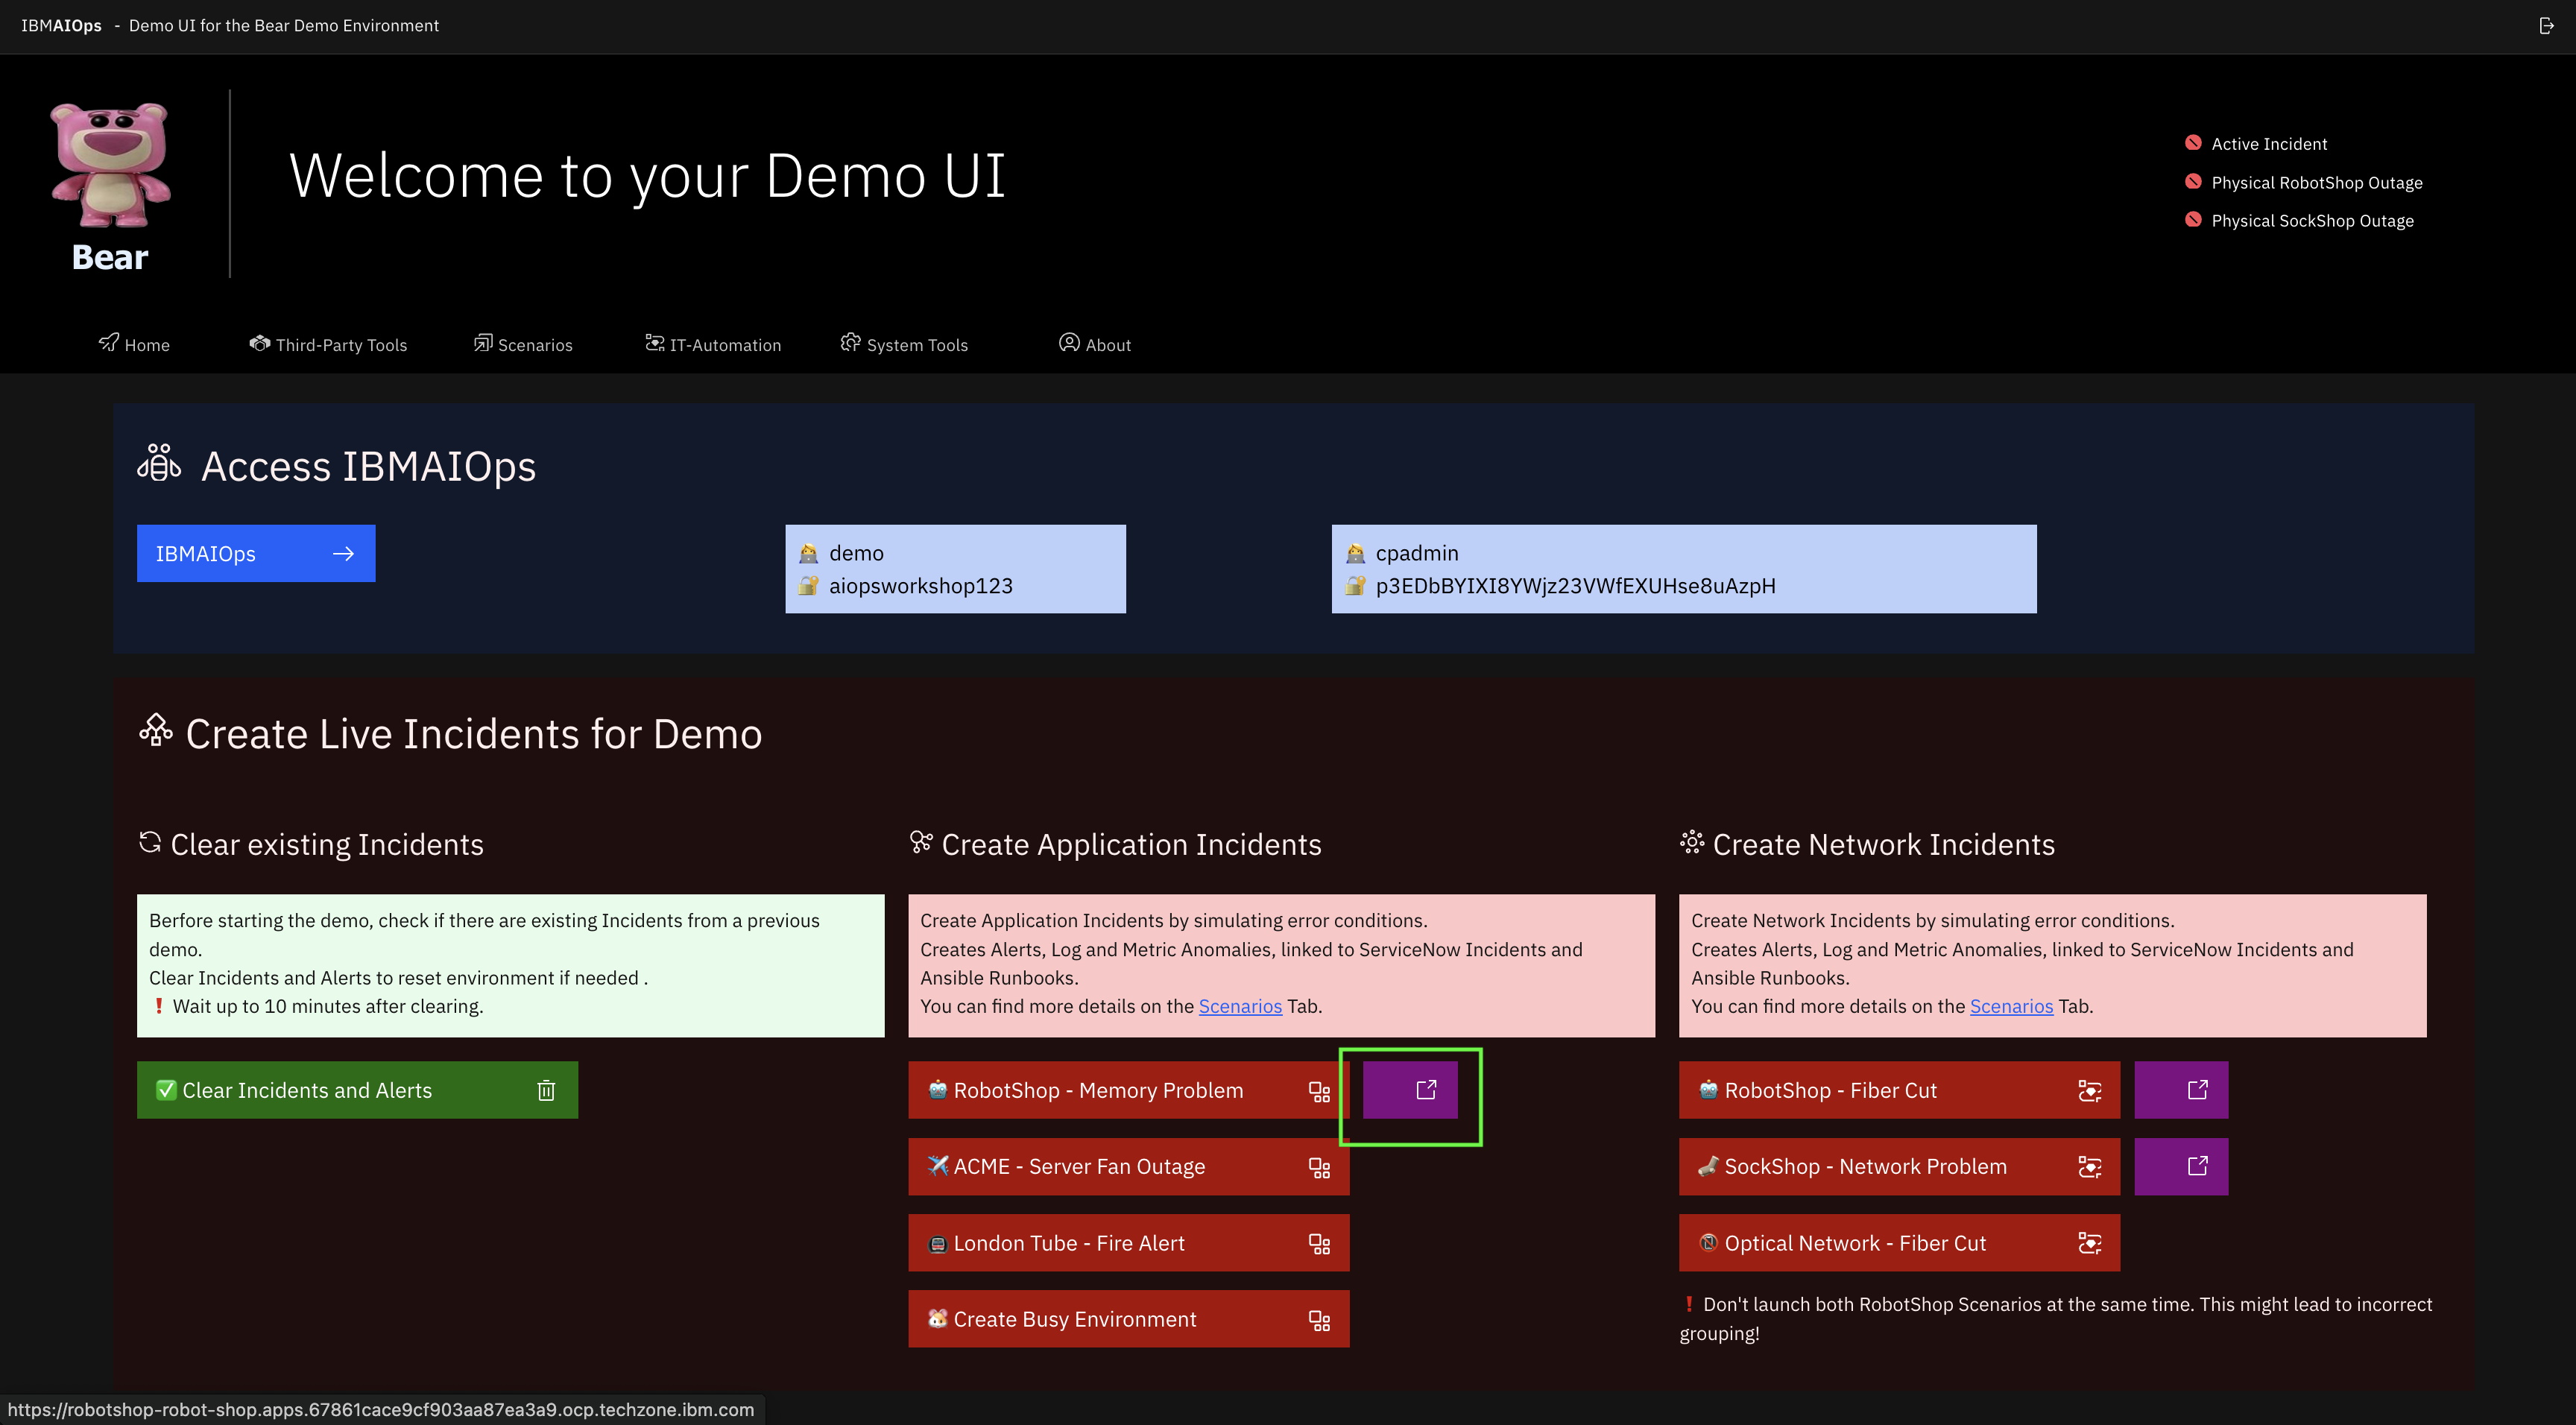 IBMAIOps - Demo UI for the Bear Demo Environment
Bear
Welcome to your Demo UI
Active Incident
Physical RobotShop Outage
Physical SockShop Outage
Home
Third-Party Tools
Scenarios
IT-Automation
System Tools
About
Access IBMAIOps
IBMAIOps
demo
aiopsworkshop123
cpadmin
p3EDbBYIXI8YWjz23VWfEXUHse8uAzpH
Create Live Incidents for Demo
Clear existing Incidents
Berfore starting the demo, check if there are existing Incidents from a previous
demo.
Clear Incidents and Alerts to reset environment if needed .
❗ Wait up to 10 minutes after clearing.
✅ Clear Incidents and Alerts
Create Application Incidents
Create Application Incidents by simulating error conditions.
Creates Alerts, Log and Metric Anomalies, linked to ServiceNow Incidents and
Ansible Runbooks.
You can find more details on the Scenarios Tab.
RobotShop - Memory Problem
ACME - Server Fan Outage
London Tube - Fire Alert
Create Busy Environment
Create Network Incidents
Create Network Incidents by simulating error conditions.
Creates Alerts, Log and Metric Anomalies, linked to ServiceNow Incidents and
Ansible Runbooks.
You can find more details on the Scenarios Tab.
RobotShop - Fiber Cut
SockShop - Network Problem
Optical Network - Fiber Cut
❗ Don't launch both RobotShop Scenarios at the same time. This might lead to incorrect
grouping!
https://robotshop-robot-shop.apps.67861cace9cf903aa87ea3a9.ocp.techzone.ibm.com